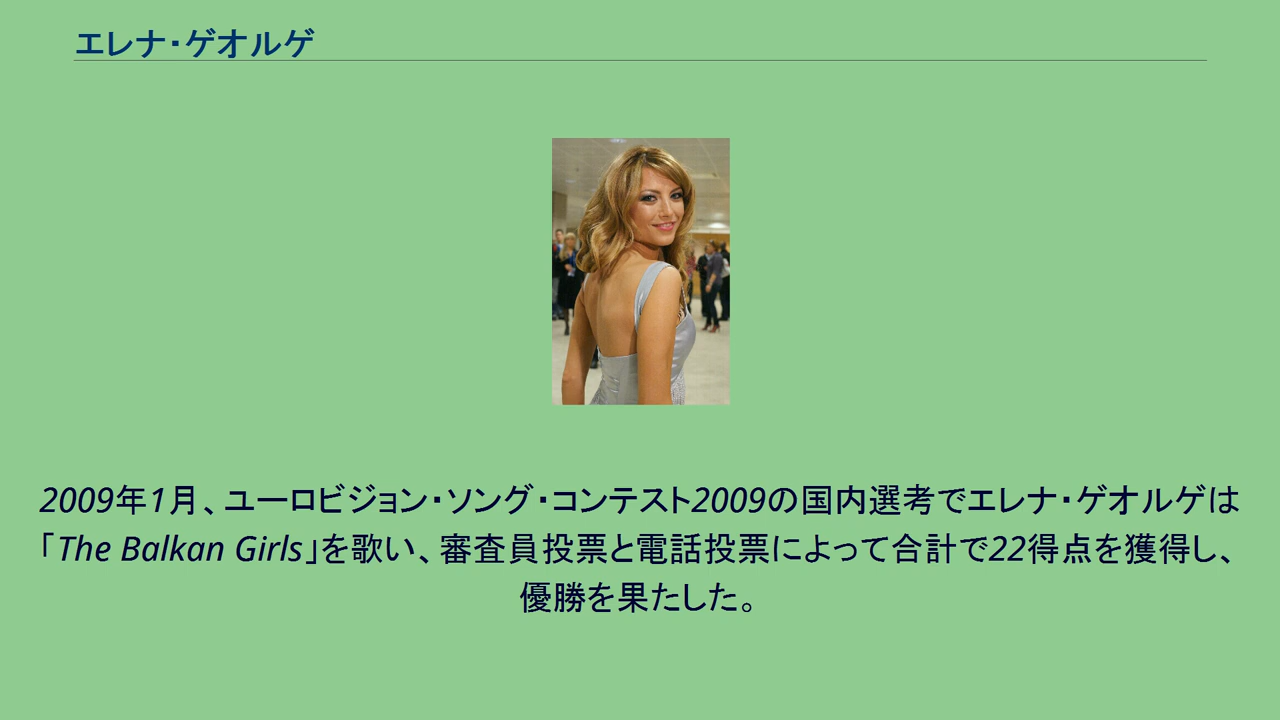 エレナ・ゲオルゲ
2009年1月、ユーロビジョン・ソング・コンテスト2009の国内選考でエレナ・ゲオルゲは
「The Balkan Girls」を歌い、審査員投票と電話投票によって合計で22得点を獲得し、
優勝を果たした。